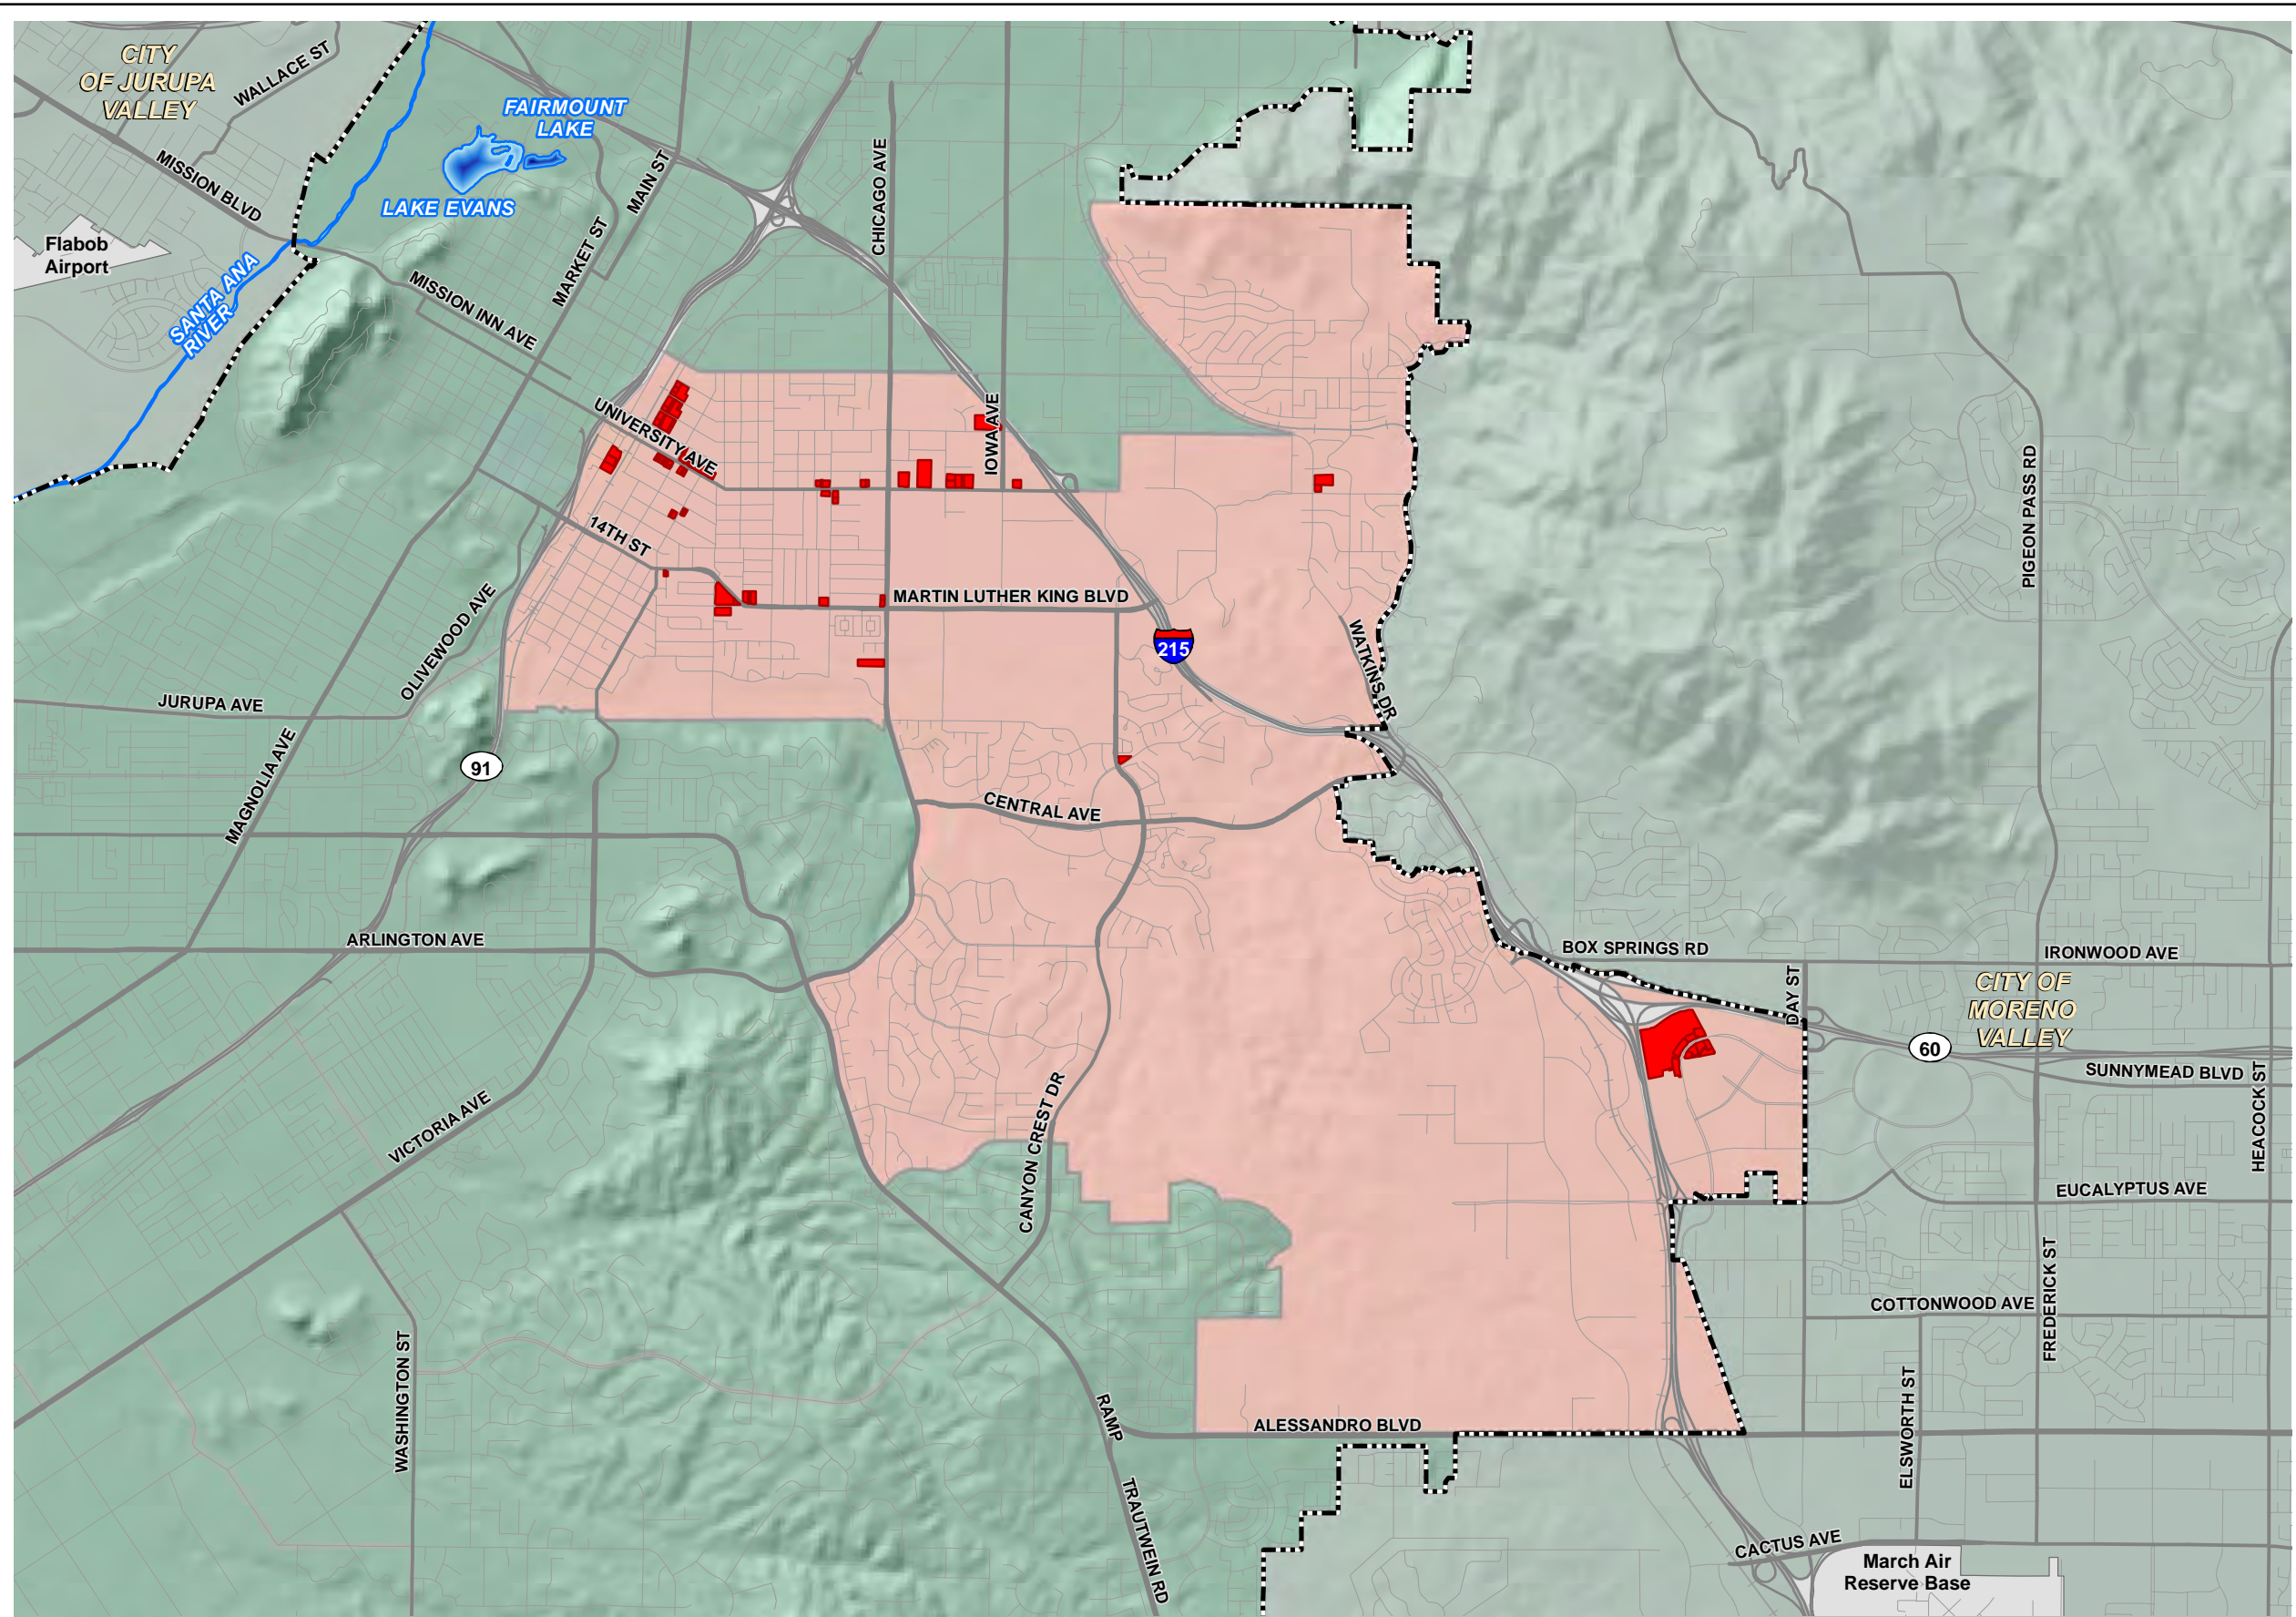 CITY
OF JURUPA
VALLEY
WALLACE ST
FAIRMOUNT
LAKE
MISSION BLVD
MAIN ST
CHICAGO AVE
LAKE EVANS
Flabob
Airport
MARKET ST
SANTA ANA
RIVER
MISSION INN AVE
UNIVERSITY AVE
IOWA AVE
PIGEON PASS RD
14TH ST
MARTIN LUTHER KING BLVD
OLIVEWOOD AVE
215
WATKINS DR
JURUPA AVE
MAGNOLIA AVE
91
CENTRAL AVE
ARLINGTON AVE
BOX SPRINGS RD
IRONWOOD AVE
DAY ST
CITY OF
MORENO
VALLEY
60
SUNNYMEAD BLVD
HEACOCK ST
VICTORIA AVE
CANYON CREST DR
EUCALYPTUS AVE
FREDERICK ST
COTTONWOOD AVE
WASHINGTON ST
RAMP
ALESSANDRO BLVD
ELSWORTH ST
TRAUTWEIN RD
CACTUS AVE
March Air
Reserve Base